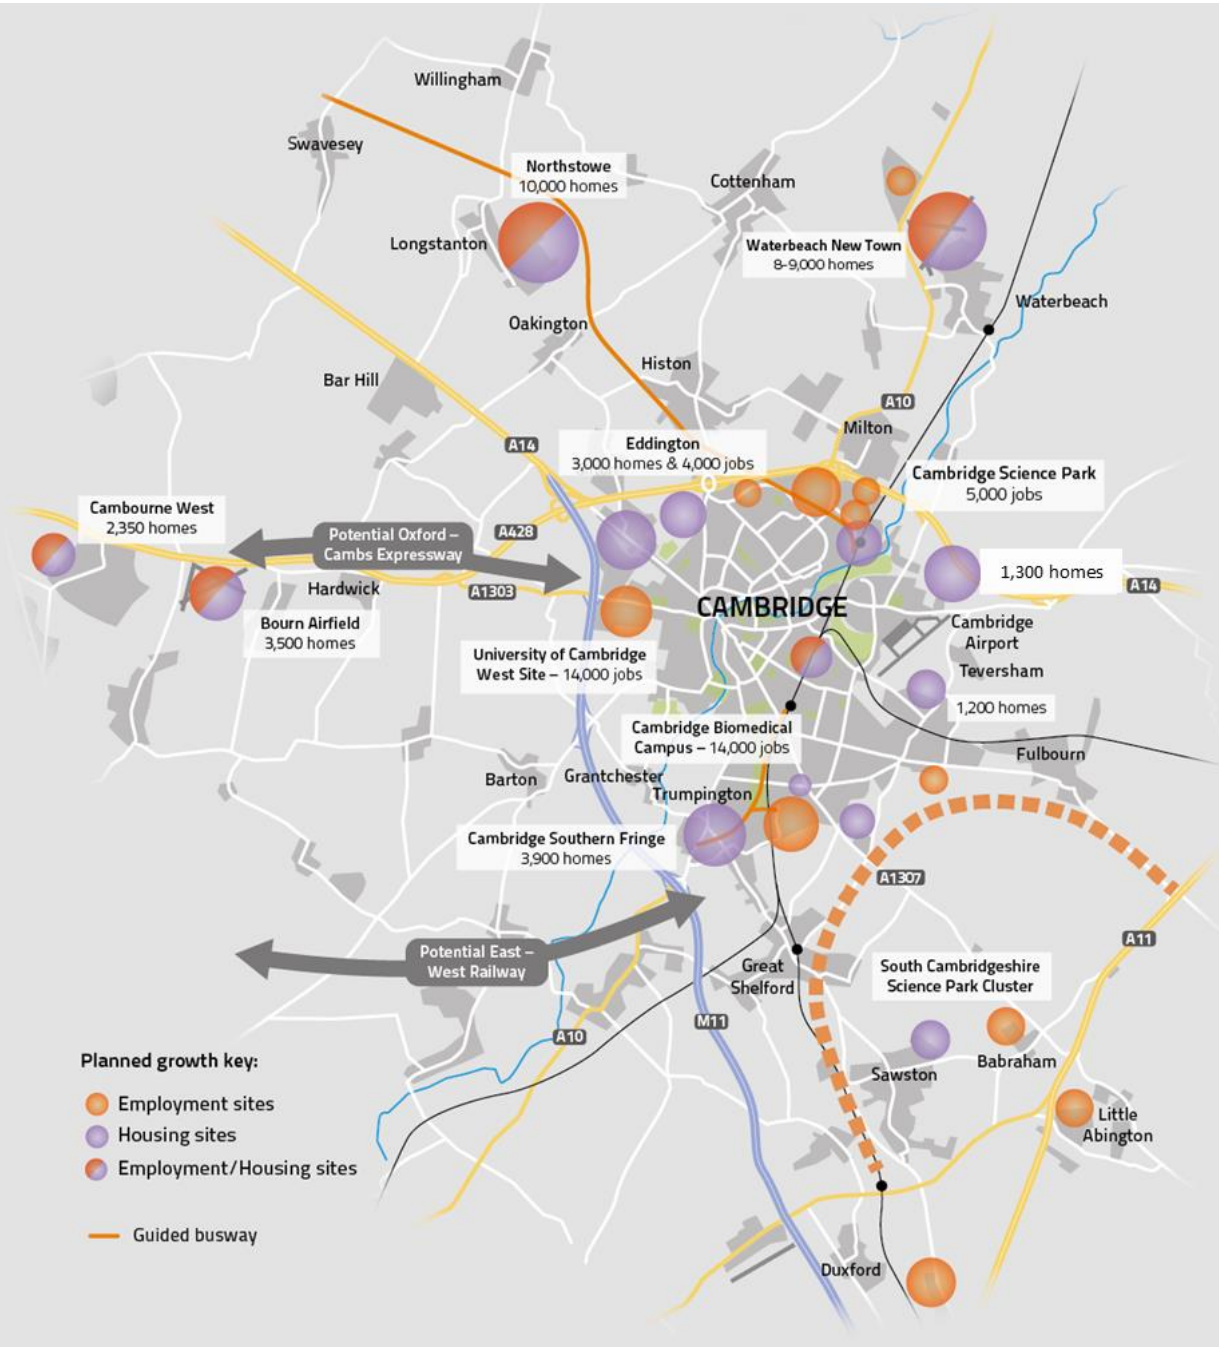 Willingham
Swavesey
Northstowe
10,000 homes
Cottenham
Longstanton
Waterbeach New Town
8-9,000 homes
Waterbeach
Oakington
Histon
Bar Hill
A10
Milton
A14
Eddington
3,000 homes & 4,000 jobs
Cambridge Science Park
5,000 jobs
Cambourne West
2,350 homes
Potential Oxford –
Cambs Expressway
A428
1,300 homes
A14
Hardwick
A1303
CAMBRIDGE
Bourn Airfield
3,500 homes
Cambridge
Airport
University of Cambridge
West Site – 14,000 jobs
Teversham
1,200 homes
Cambridge Biomedical
Campus – 14,000 jobs
Fulbourn
Barton
Grantchester
Trumpington
Cambridge Southern Fringe
3,900 homes
A1307
Potential East –
West Railway
A11
Great
Shelford
South Cambridgeshire
Science Park Cluster
M11
A10
Sawston
Babraham
Little
Abington
Planned growth key:
Employment sites
Housing sites
Employment/Housing sites
Guided busway
Duxford